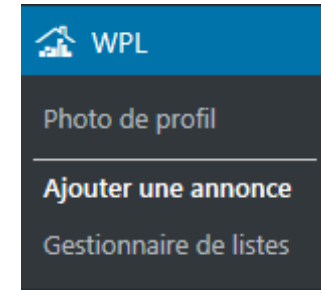 WPL
Photo de profil
Ajouter une annonce
Gestionnaire de listes